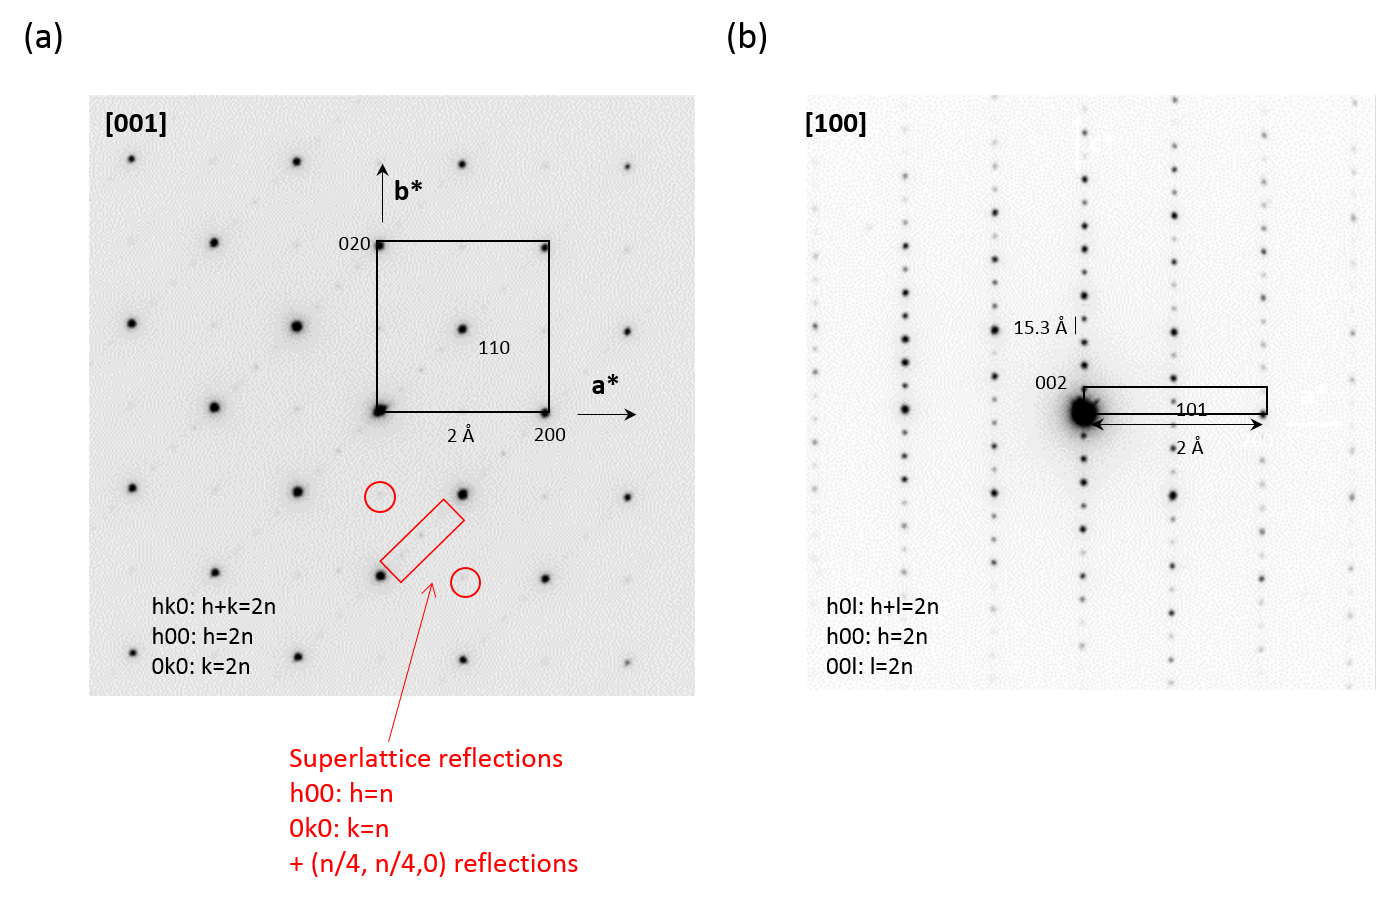 (a)
[001]
b*
020
110
a*
2 Å
200
hk0: h+k=2n
h00: h=2n
0k0: k=2n
Superlattice reflections
h00: h=n
0k0: k=n
+ (n/4, n/4,0) reflections
(b)
[100]
15.3 Å
002
101
2 Å
h0l: h+l=2n
h00: h=2n
00l: l=2n